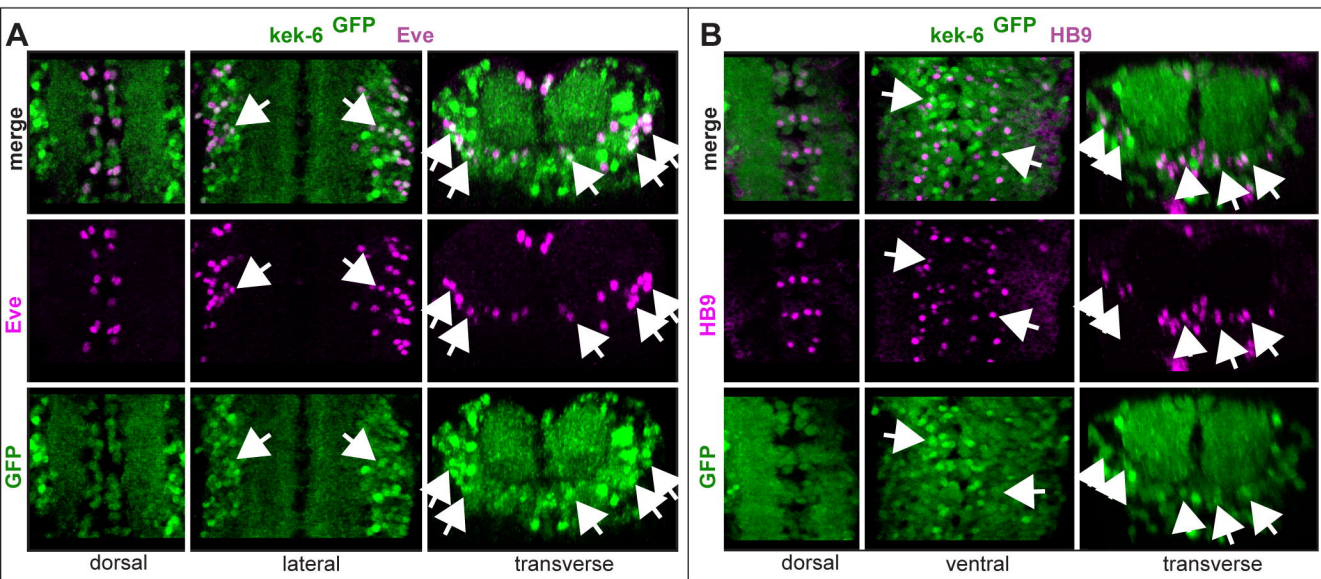 A
kek-6 GFP Eve
merge
Eve
GFP
dorsal lateral transverse
B
kek-6 GFP HB9
merge
HB9
GFP
dorsal ventral transverse